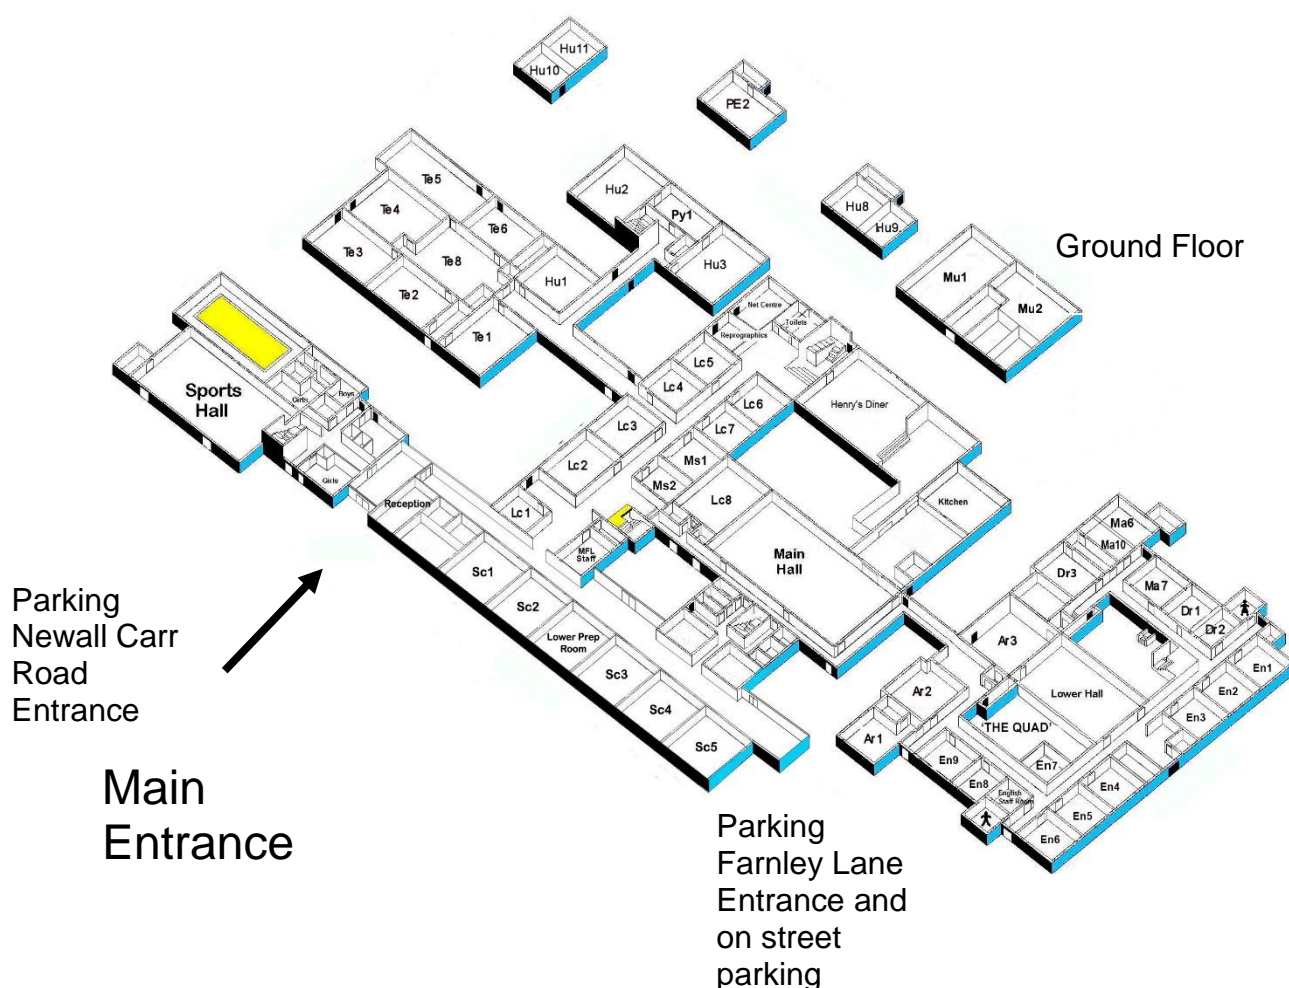 Hu11
Hu10
PE2
Te5
Hu2
Te4
Py1
Hu8
Te6
Hu9
Ground Floor
Te3
Te8
Hu3
Mu1
Hu1
Te2
Mu2
Net Centre
Toilets
Te1
Reprographics
Lc5
Lc4
Sports
Hall
Girls
Boys
Lc6
Henry's Diner
Lc3
Lc7
Lc2
Ms1
Girls
Ms2
Lc8
Reception
Kitchen
Lc1
Ma6
Main
Hall
MFL
Staff
Ma10
Sc1
Dr3
Ma7
Parking
Newall Carr
Road
Entrance
Sc2
Dr1
Dr2
Lower Prep
Room
Ar3
En1
Sc3
Ar2
Lower Hall
En2
Sc4
En3
'THE QUAD'
Ar1
Sc5
En9
En7
En8
En4
English
Staff Room
En5
En6
Main
Entrance
Parking
Farnley Lane
Entrance and
on street
parking